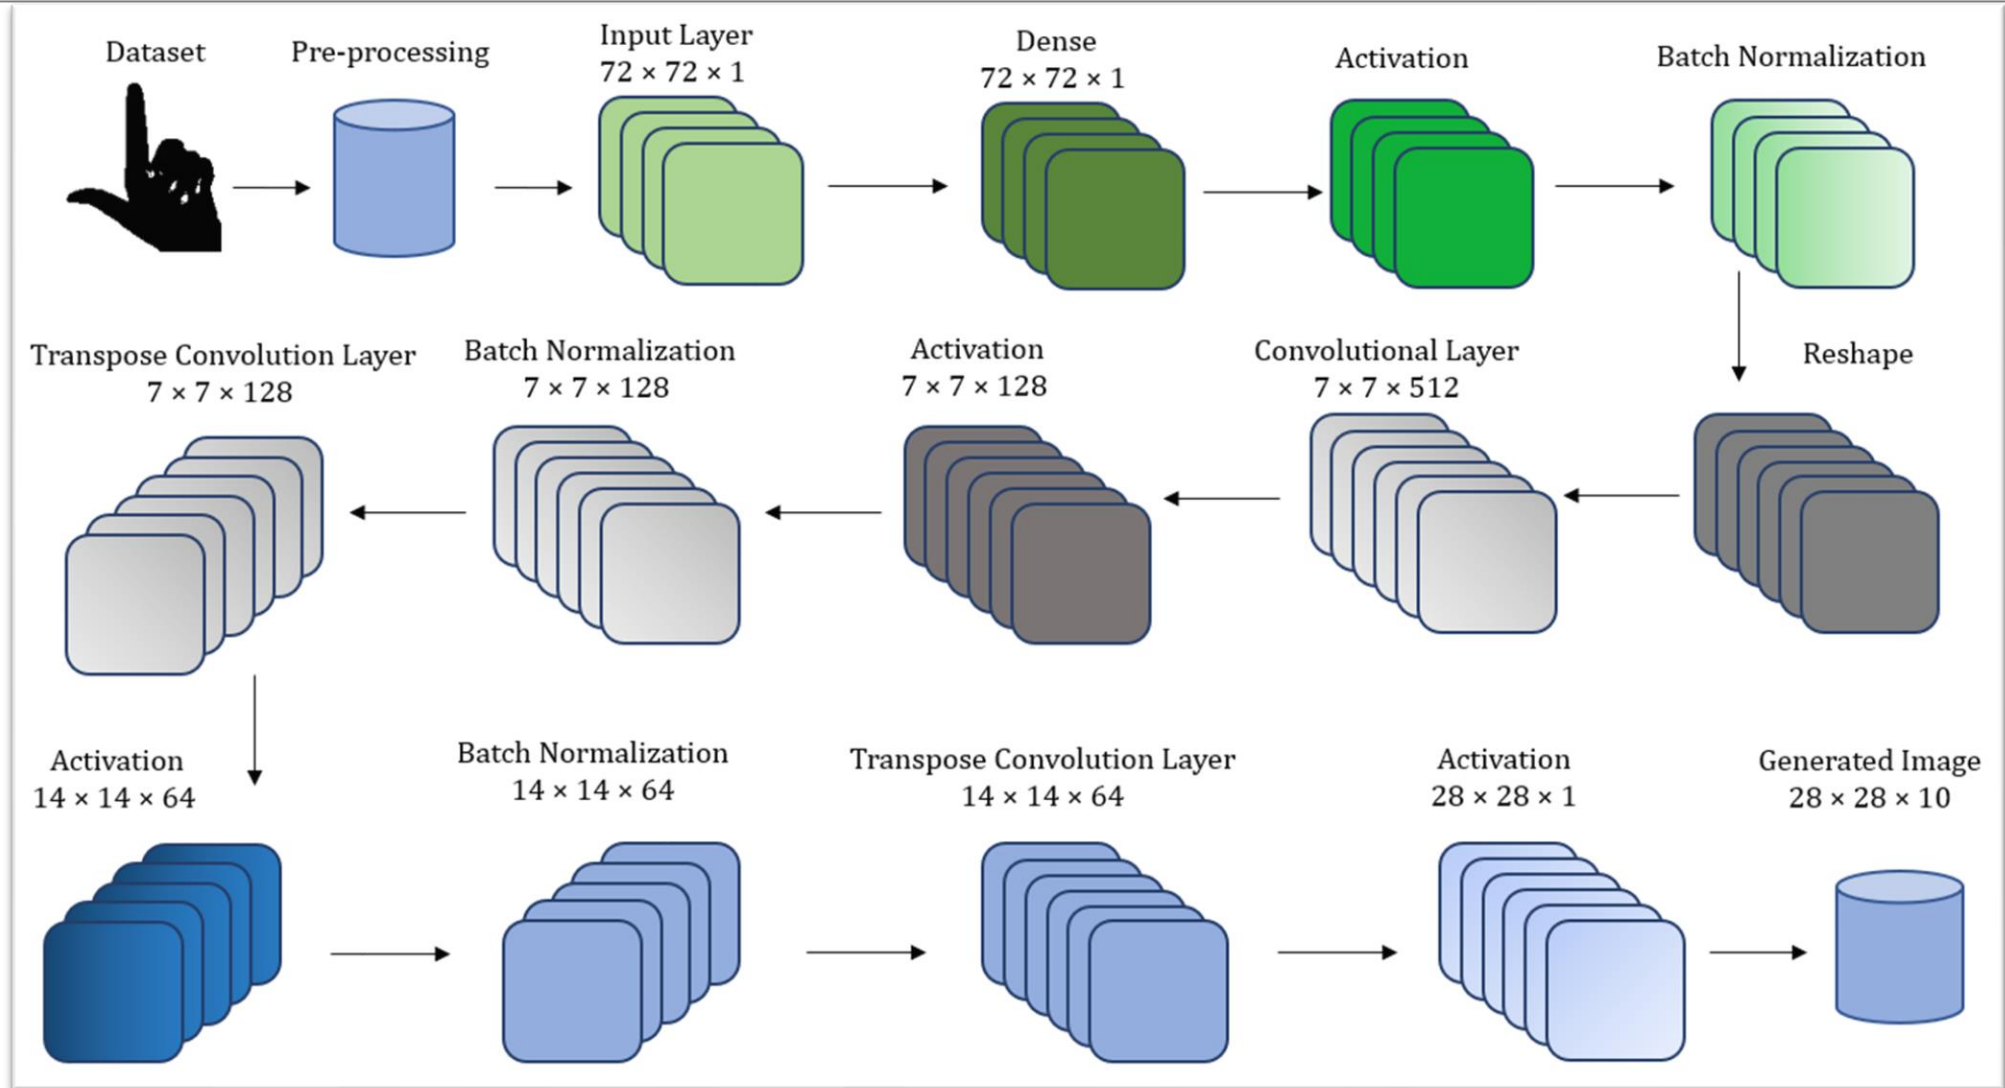 Dataset
Pre-processing
Input Layer
72 × 72 × 1
Dense
72 × 72 × 1
Activation
Batch Normalization
Transpose Convolution Layer
7 × 7 × 128
Batch Normalization
7 × 7 × 128
Activation
7 × 7 × 128
Convolutional Layer
7 × 7 × 512
Reshape
Activation
14 × 14 × 64
Batch Normalization
14 × 14 × 64
Transpose Convolution Layer
14 × 14 × 64
Activation
28 × 28 × 1
Generated Image
28 × 28 × 10